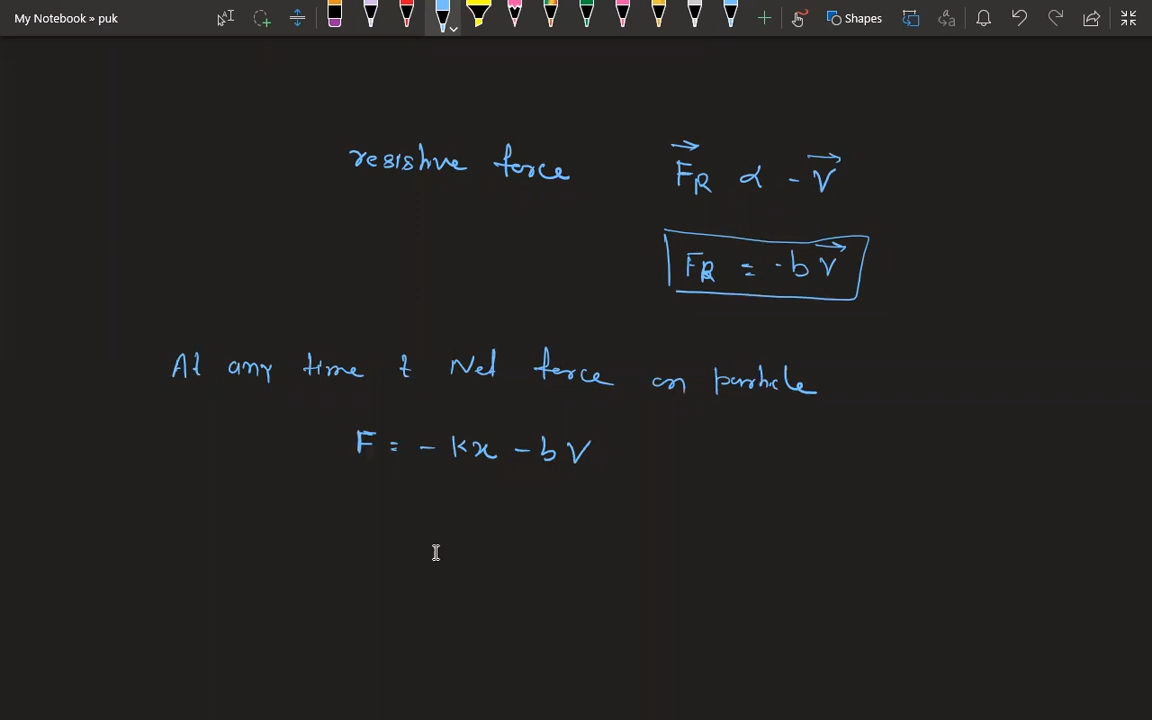 My Notebook » puk
Shapes
resistive force F⃗R α - V⃗
FR = -bV⃗
At any time t Net force on particle
F = - kx - bV